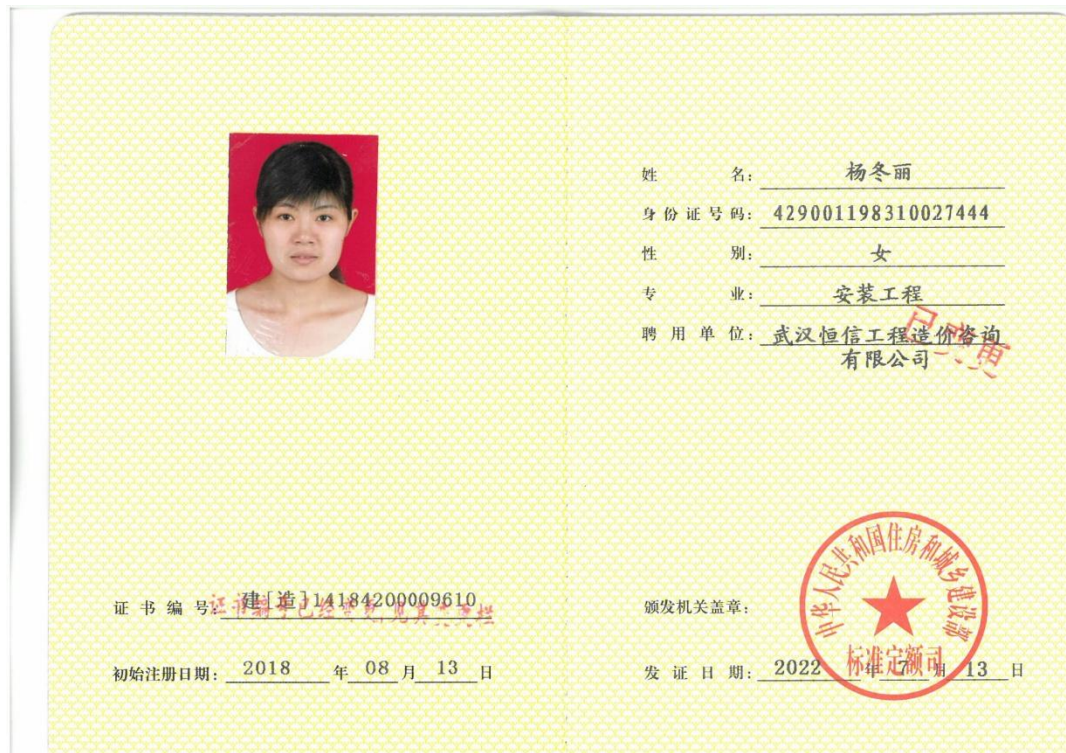 姓名：杨冬丽
身份证号码：429001198310027444
性别：女
专业：安装工程
聘用单位：武汉恒信工程造价咨询
有限公司
已变更
证书编号：建[造]14184200009610
初始注册日期：2018 年 08 月 13 日
颁发机关盖章：
中华人民共和国住房和城乡建设部
标准定额司
发证日期：2022 年 7 月 13 日